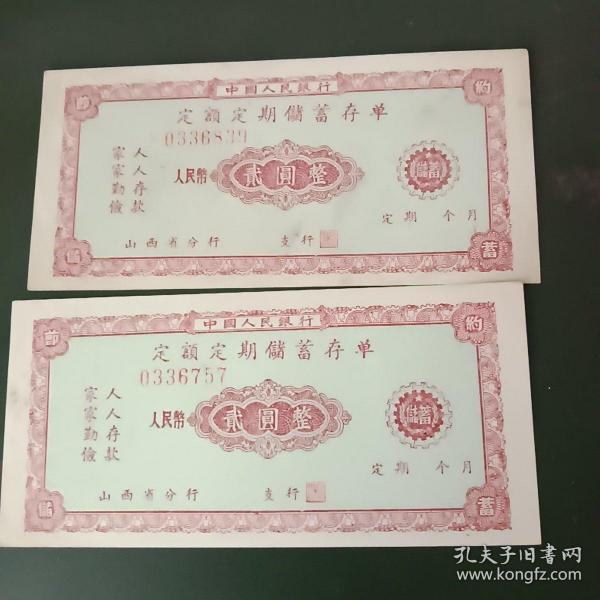 中國人民銀行
節
約
定額定期儲蓄存单
0336839
人人存款
家家勤儉
人民幣
貳圓整
儲蓄
定期 个月
山西省分行 支行
儲
蓄
中國人民銀行
節
約
定額定期儲蓄存单
0336757
人人存款
家家勤儉
人民幣
貳圓整
儲蓄
定期 个月
山西省分行 支行
儲
蓄
孔夫子旧书网
www.kongfz.com